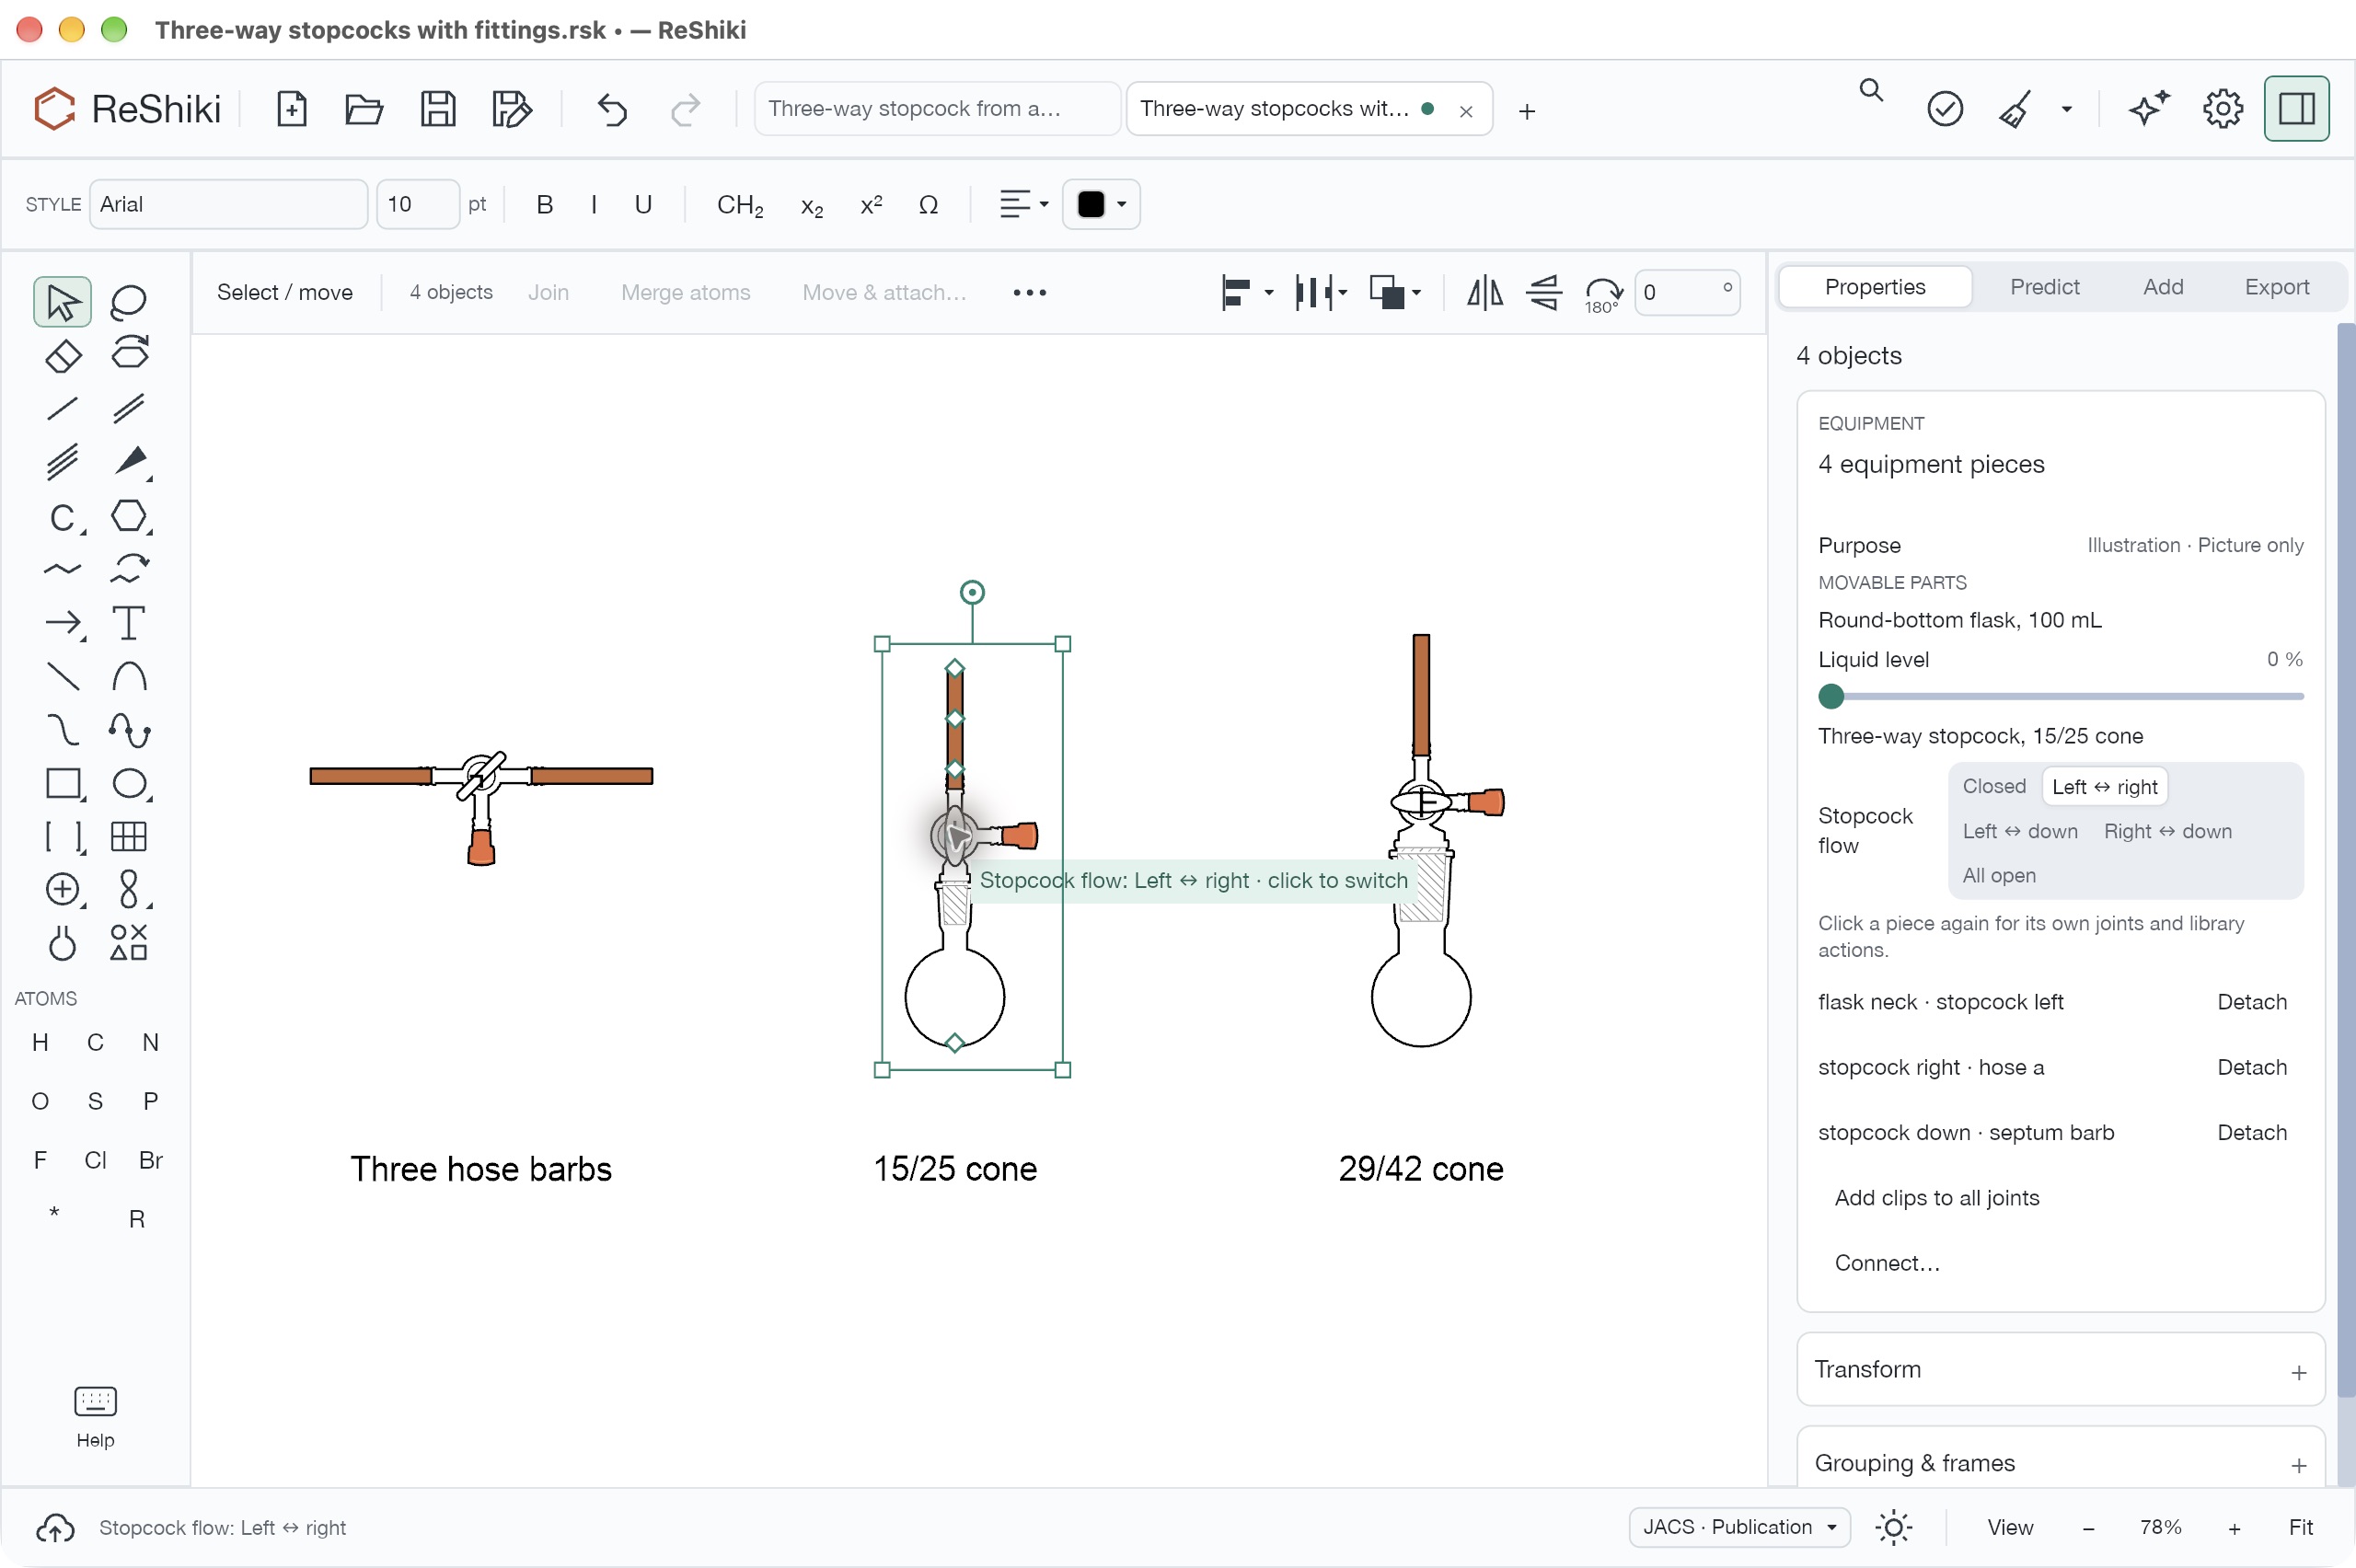 Three-way stopcocks with fittings.rsk • — ReShiki
ReShiki
Three-way stopcock from a...
Three-way stopcocks wit...
STYLE
Arial
10
pt
B I U
CH₂ x₂ x² Ω
Select / move
4 objects
Join
Merge atoms
Move & attach...
180°
0 °
Properties
Predict
Add
Export
4 objects
EQUIPMENT
4 equipment pieces
Purpose
Illustration · Picture only
MOVABLE PARTS
Round-bottom flask, 100 mL
Liquid level
0 %
Three-way stopcock, 15/25 cone
Stopcock
flow
Closed
Left ↔ right
Left ↔ down
Right ↔ down
All open
Click a piece again for its own joints and library
actions.
flask neck · stopcock left
Detach
stopcock right · hose a
Detach
stopcock down · septum barb
Detach
Add clips to all joints
Connect...
Transform
+
Grouping & frames
+
C
T
ATOMS
H C N
O S P
F Cl Br
* R
Help
Stopcock flow: Left ↔ right · click to switch
Three hose barbs
15/25 cone
29/42 cone
Stopcock flow: Left ↔ right
JACS · Publication
View
−
78%
+
Fit